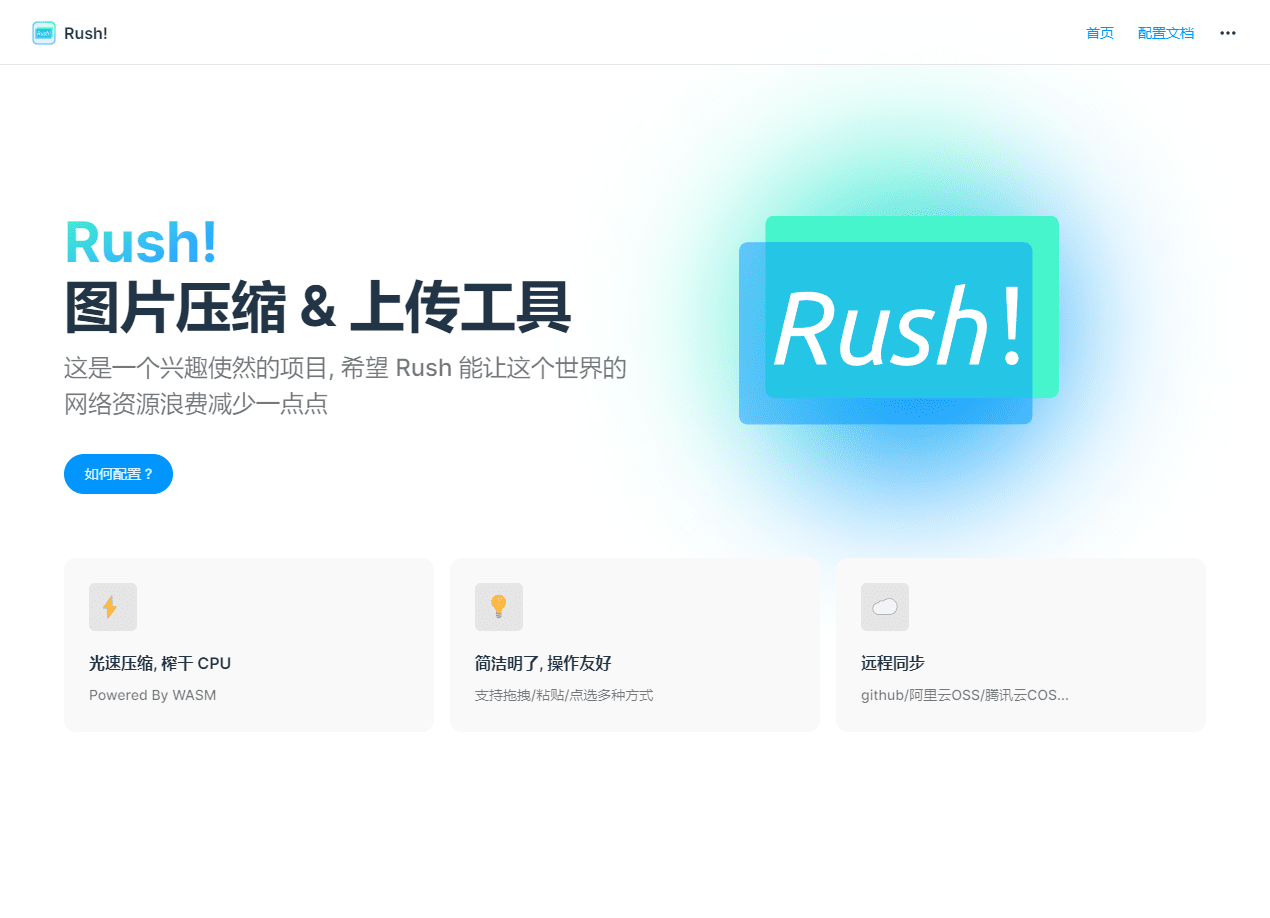 Rush!
Rush!
首页
配置文档
Rush!
图片压缩 & 上传工具
这是一个兴趣使然的项目, 希望 Rush 能让这个世界的
网络资源浪费减少一点点
如何配置？
Rush!
光速压缩, 榨干 CPU
Powered By WASM
简洁明了, 操作友好
支持拖拽/粘贴/点选多种方式
远程同步
github/阿里云OSS/腾讯云COS...